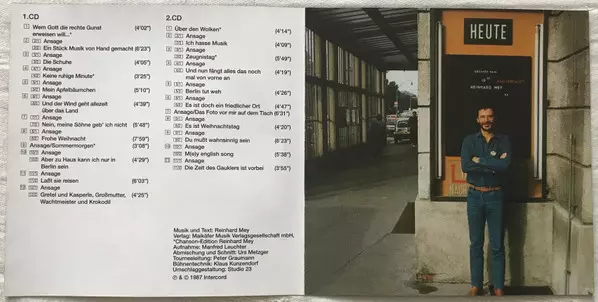 1.CD
Wem Gott die rechte Gunst (4'02")
erweisen will..."
Ansage
Ein Stück Musik von Hand gemacht (6'23)
Ansage
Die Schuhe (4'05")
Ansage
Keine ruhige Minute* (3'25")
Ansage
Mein Apfelbäumchen (5'10")
Ansage
Und der Wind geht allezeit (4'39")
über das Land
Ansage
Nein, meine Söhne geb' ich nicht (5'48")
Ansage
Frohe Weihnacht (7'59")
Ansage/Sommermorgen* (3'08")
Ansage
Aber zu Haus kann ich nur in (4'29")
Berlin sein
Ansage
Laßt sie reisen (6'03")
Ansage
Gretel und Kasperle, Großmutter, (4'25")
Wachtmeister und Krokodil
2.CD
Über den Wolken* (4'14")
Ansage
Ich hasse Musik (4'09")
Ansage
Zeugnistag* (5'49")
Ansage
Und nun fängt alles das noch (4'19")
mal von vorne an
Ansage
Berlin tut weh (4'26")
Ansage
Es ist doch ein friedlicher Ort (4'47")
Ansage/Das Foto vor mir auf dem Tisch (6'31")
Ansage
Es ist Weihnachtstag (4'20")
Ansage
Du mußt wahnsinnig sein (6'23")
Ansage
M(e)y english song (5'38")
Ansage
Die Zeit des Gauklers ist vorbei (3'55")
Musik und Text: Reinhard Mey
Verlag: Maikäfer Musik Verlagsgesellschaft mbH,
*Chanson-Edition Reinhard Mey
Aufnahme: Manfred Leuchter
Abmischung und Schnitt: Urs Metzger
Tourneeleitung: Peter Graumann
Bühnentechnik: Klaus Künzendorf
Umschlaggestaltung: Studio 23
℗ & © 1987 Intercord
HEUTE
REINHARD MEY